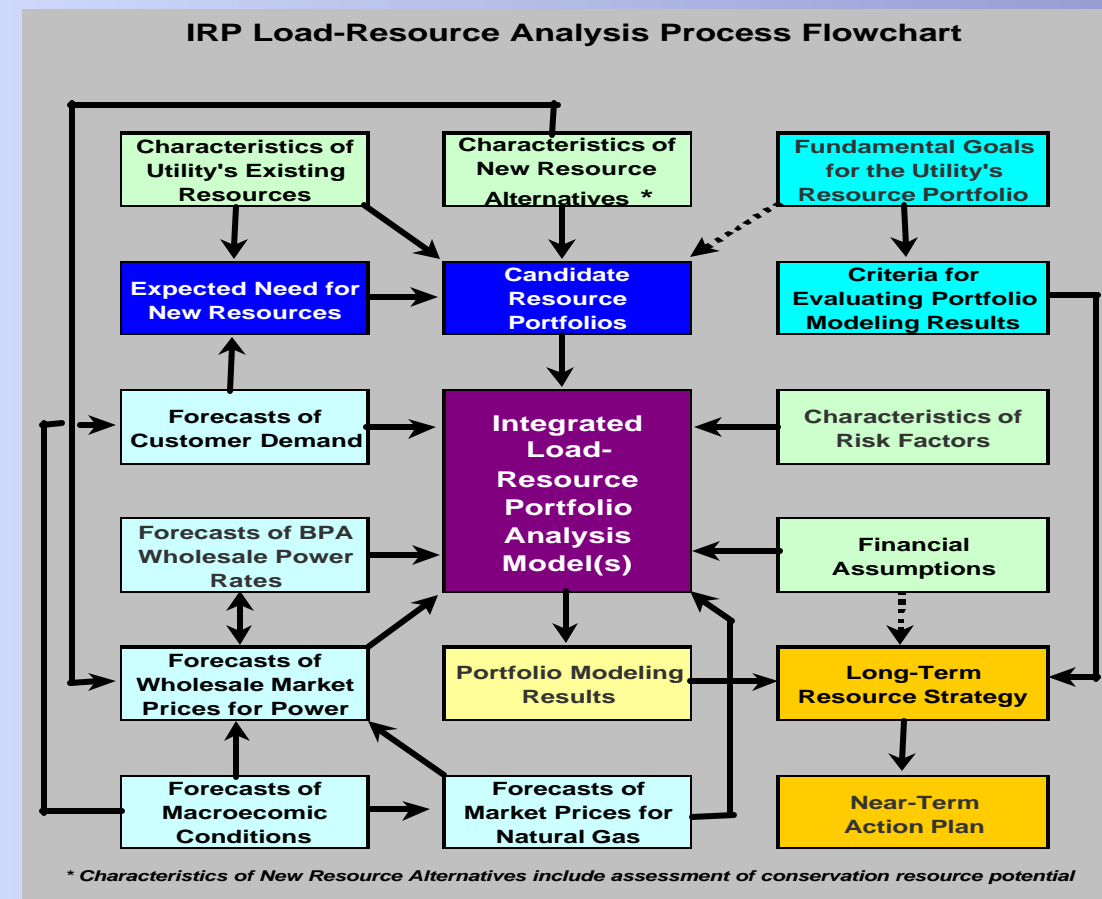 IRP Load-Resource Analysis Process Flowchart
Characteristics of
Utility's Existing
Resources
Characteristics of
New Resource
Alternatives *
Fundamental Goals
for the Utility's
Resource Portfolio
Expected Need for
New Resources
Candidate
Resource
Portfolios
Criteria for
Evaluating Portfolio
Modeling Results
Forecasts of
Customer Demand
Integrated
Load-
Resource
Portfolio
Analysis
Model(s)
Characteristics of
Risk Factors
Forecasts of BPA
Wholesale Power
Rates
Financial
Assumptions
Forecasts of
Wholesale Market
Prices for Power
Portfolio Modeling
Results
Long-Term
Resource Strategy
Forecasts of
Macroecomic
Conditions
Forecasts of
Market Prices for
Natural Gas
Near-Term
Action Plan
* Characteristics of New Resource Alternatives include assessment of conservation resource potential